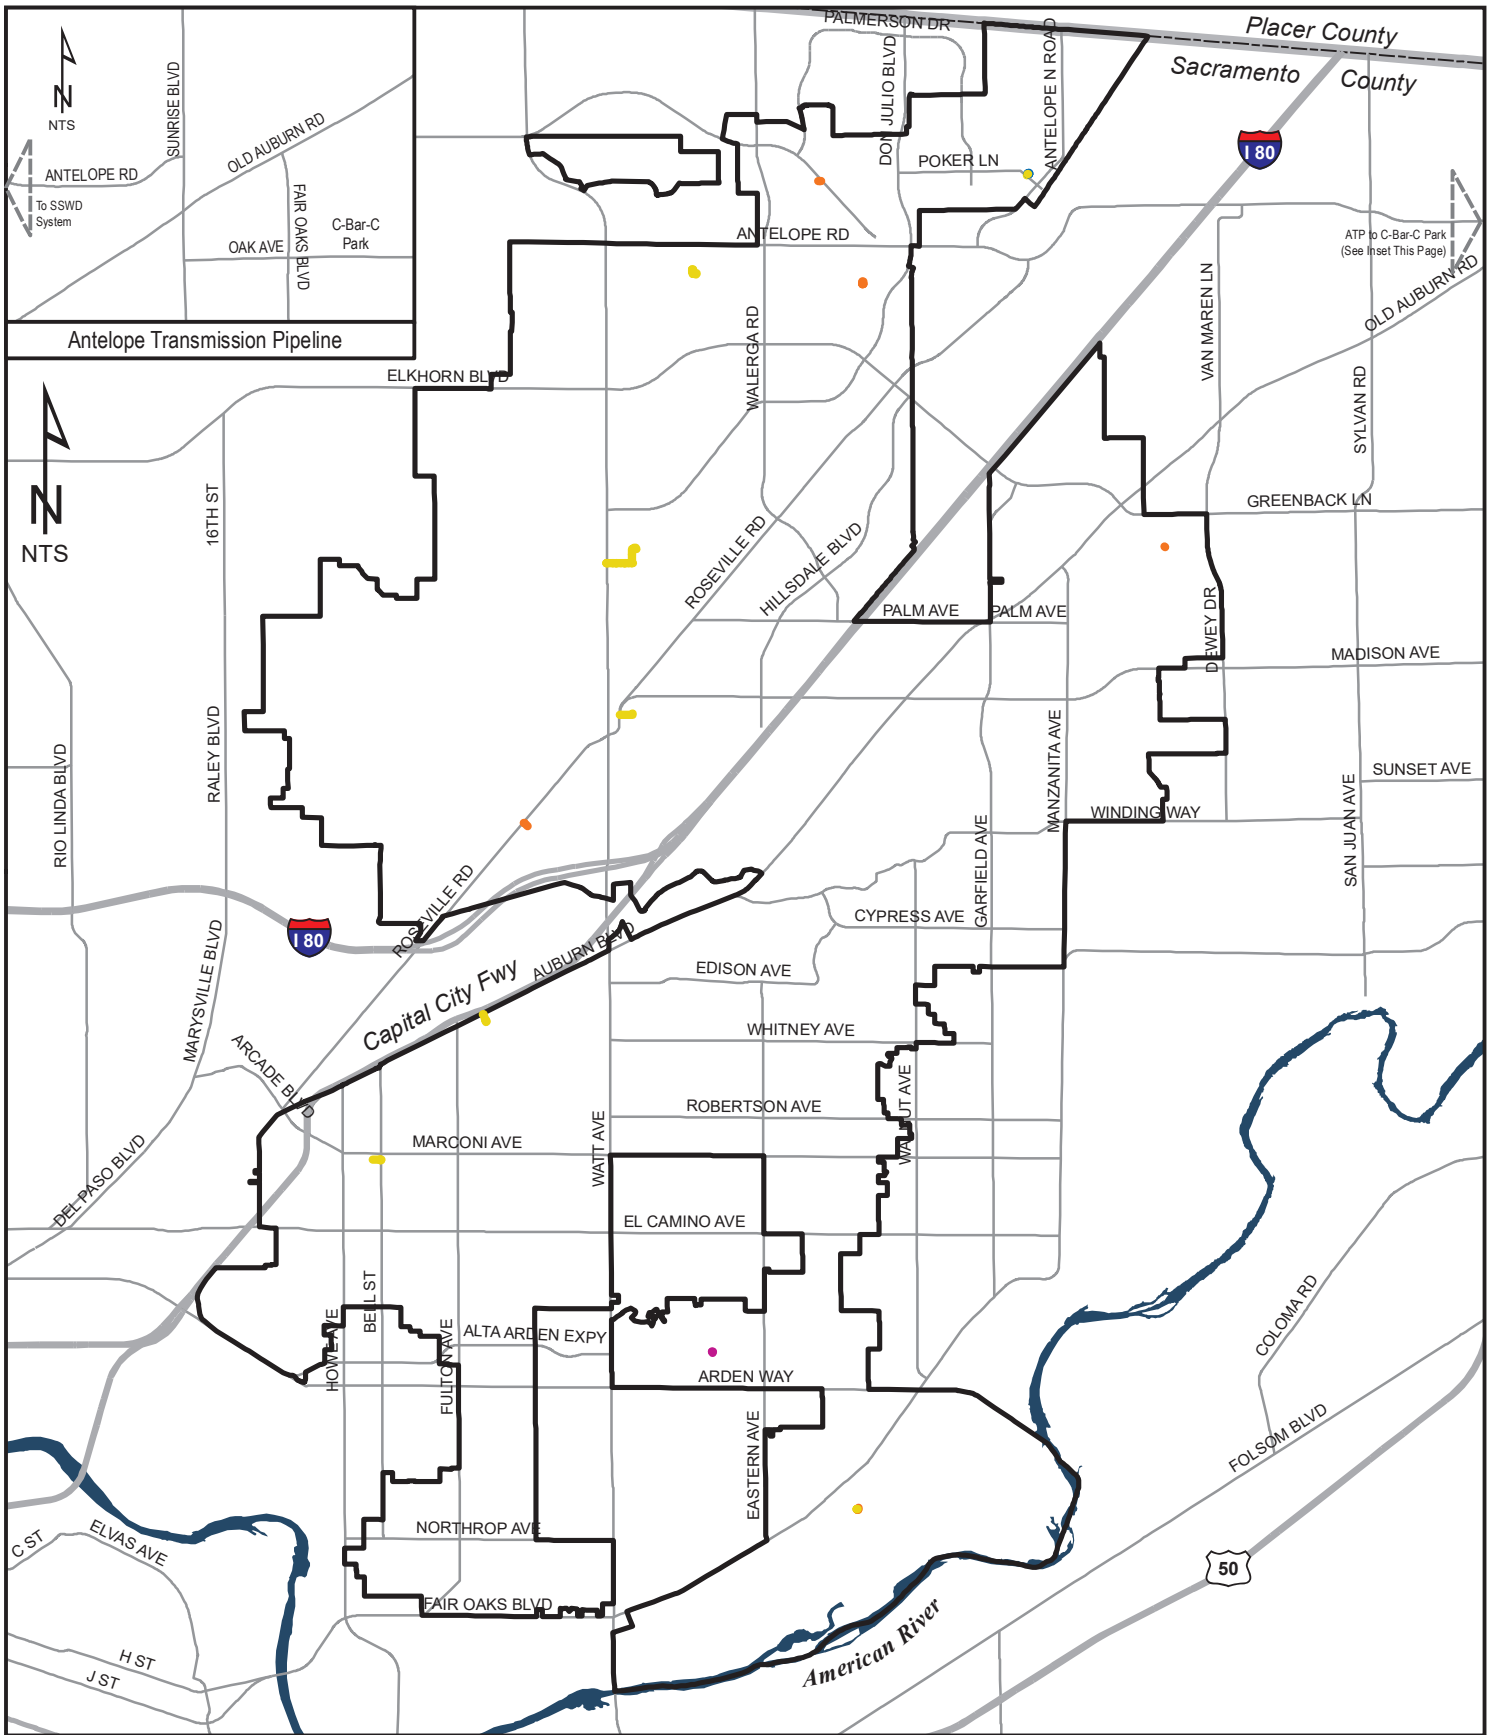 N
NTS
SUNRISE BLVD
OLD AUBURN RD
ANTELOPE RD
To SSWD
System
FAIR OAKS BLVD
C-Bar-C
Park
OAK AVE
Antelope Transmission Pipeline
PALMERSON DR
DON JULIO BLVD
ANTELOPE N ROAD
Placer County
Sacramento County
I 80
POKER LN
ANTELOPE RD
ATP to C-Bar-C Park
(See Inset This Page)
OLD AUBURN RD
VAN MAREN LN
SYLVAN RD
WALERGA RD
ELKHORN BLVD
N
NTS
16TH ST
GREENBACK LN
ROSEVILLE RD
HILLSDALE BLVD
PALM AVE
PALM AVE
DEWEY DR
MADISON AVE
RIO LINDA BLVD
RALEY BLVD
MANZANITA AVE
SUNSET AVE
WINDING WAY
SAN JUAN AVE
GARFIELD AVE
ROSEVILLE RD
CYPRESS AVE
I 80
AUBURN BLVD
EDISON AVE
Capital City Fwy
MARYSVILLE BLVD
WHITNEY AVE
ARCADE BLVD
WALNUT AVE
ROBERTSON AVE
MARCONI AVE
WATT AVE
DEL PASO BLVD
EL CAMINO AVE
BELL ST
HOWE AVE
FULTON AVE
ALTA ARDEN EXPY
ARDEN WAY
COLOMA RD
FOLSOM BLVD
EASTERN AVE
NORTHROP AVE
C ST
ELVAS AVE
50
FAIR OAKS BLVD
American River
H ST
J ST